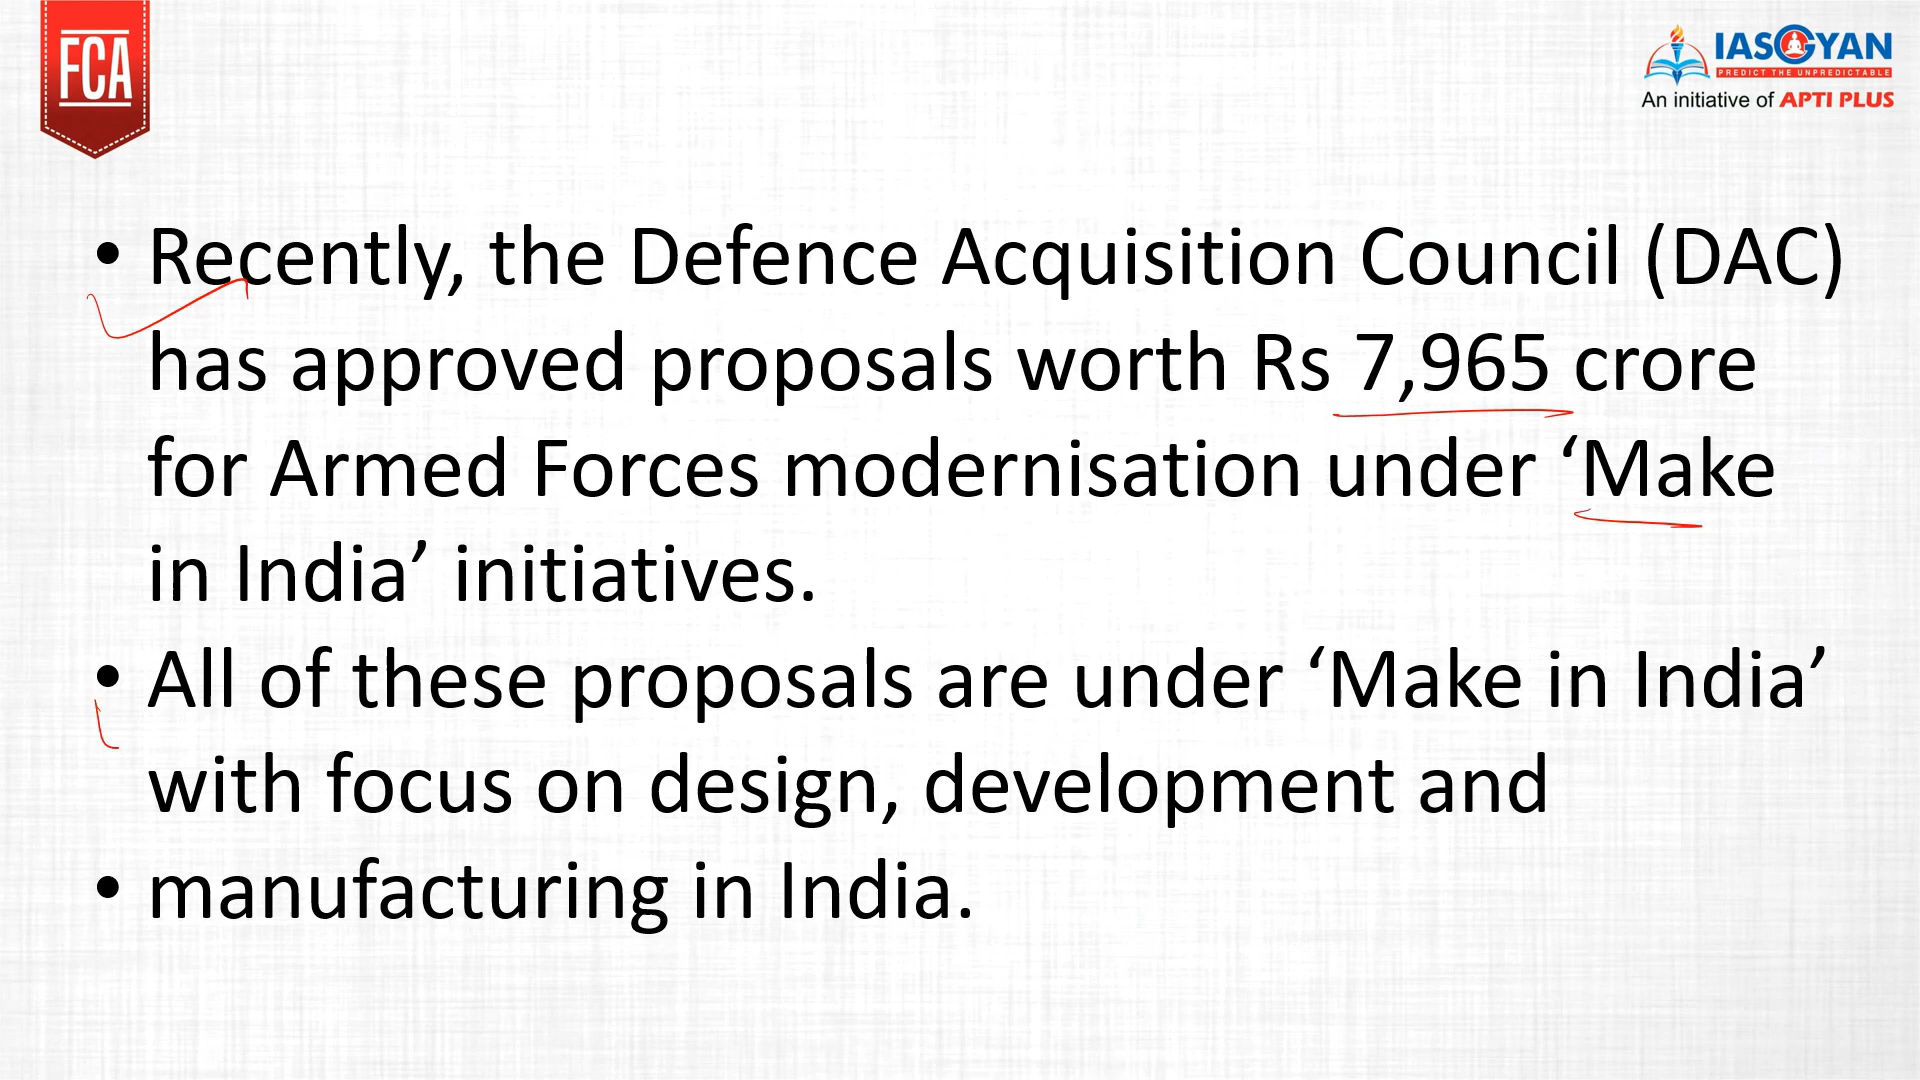 FCA
IASGYAN
PREDICT THE UNPREDICTABLE
An initiative of APTI PLUS
• Recently, the Defence Acquisition Council (DAC)
has approved proposals worth Rs 7,965 crore
for Armed Forces modernisation under ‘Make
in India’ initiatives.
• All of these proposals are under ‘Make in India’
with focus on design, development and
• manufacturing in India.